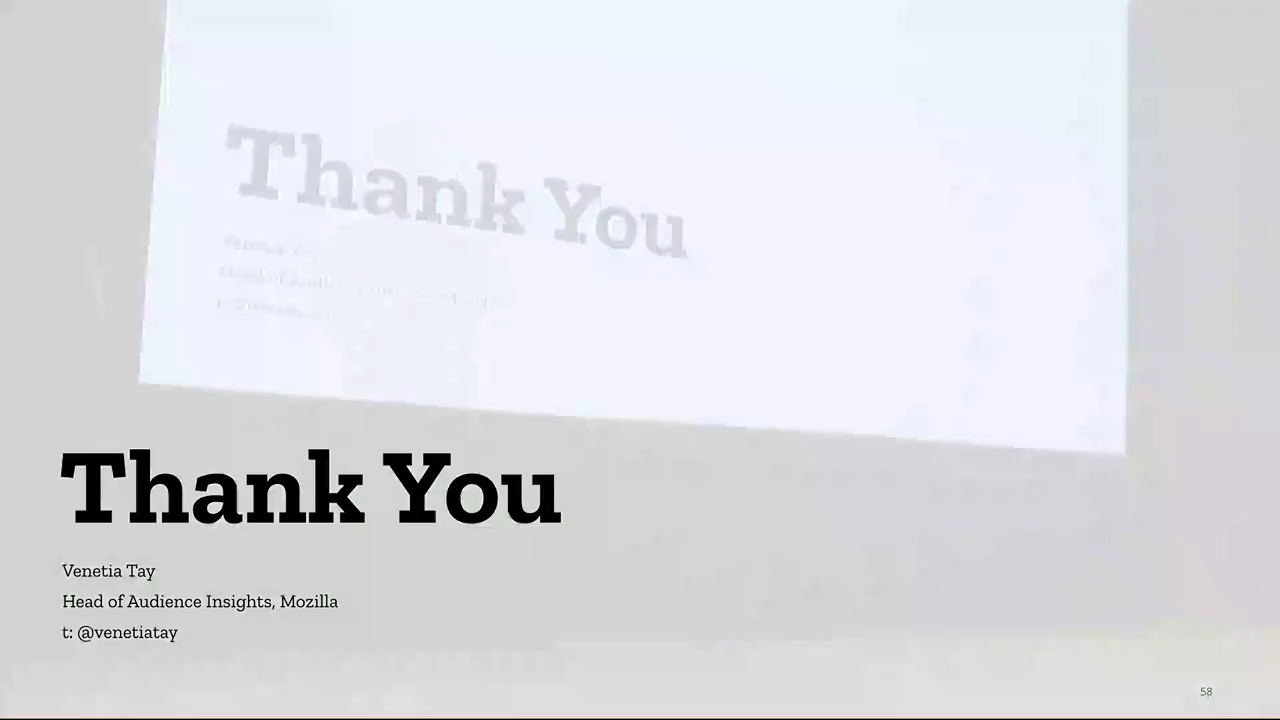 Thank You
Thank You
Venetia Tay
Head of Audience Insights, Mozilla
t: @venetiatay
58